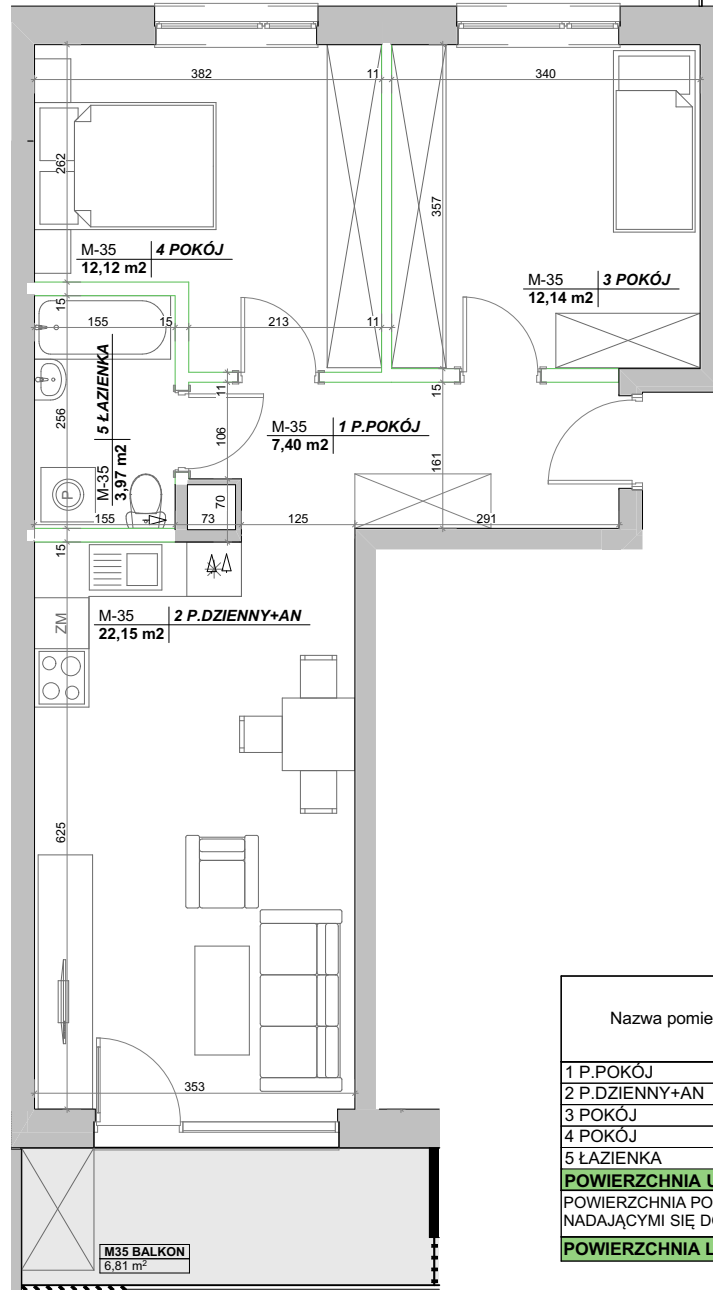 382
11
340
262
357
M-35 4 POKÓJ
12,12 m2
M-35 3 POKÓJ
12,14 m2
15
155
15
213
11
5 ŁAZIENKA
M-35
3,97 m2
256
11
106
M-35 1 P.POKÓJ
7,40 m2
15
161
P
70
155
73
125
291
15
ZM
M-35 2 P.DZIENNY+AN
22,15 m2
625
353
M35 BALKON
6,81 m²
Nazwa pomie
1 P.POKÓJ
2 P.DZIENNY+AN
3 POKÓJ
4 POKÓJ
5 ŁAZIENKA
POWIERZCHNIA U
POWIERZCHNIA PO
NADAJĄCYMI SIĘ DO
POWIERZCHNIA L